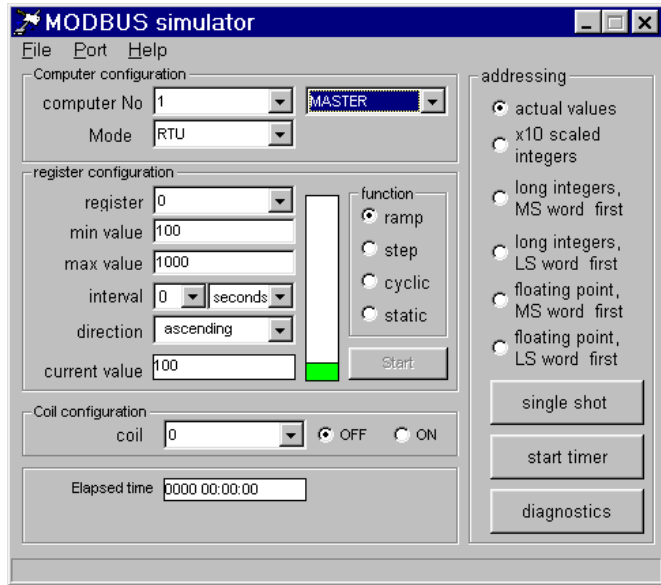 MODBUS simulator
File Port Help
Computer configuration
computer No 1 MASTER
Mode RTU
register configuration
register 0
min value 100
max value 1000
interval 0 seconds
direction ascending
current value 100
function
ramp
step
cyclic
static
Start
Coil configuration
coil 0 OFF ON
Elapsed time 0000 00:00:00
addressing
actual values
x10 scaled
integers
long integers,
MS word first
long integers,
LS word first
floating point,
MS word first
floating point,
LS word first
single shot
start timer
diagnostics